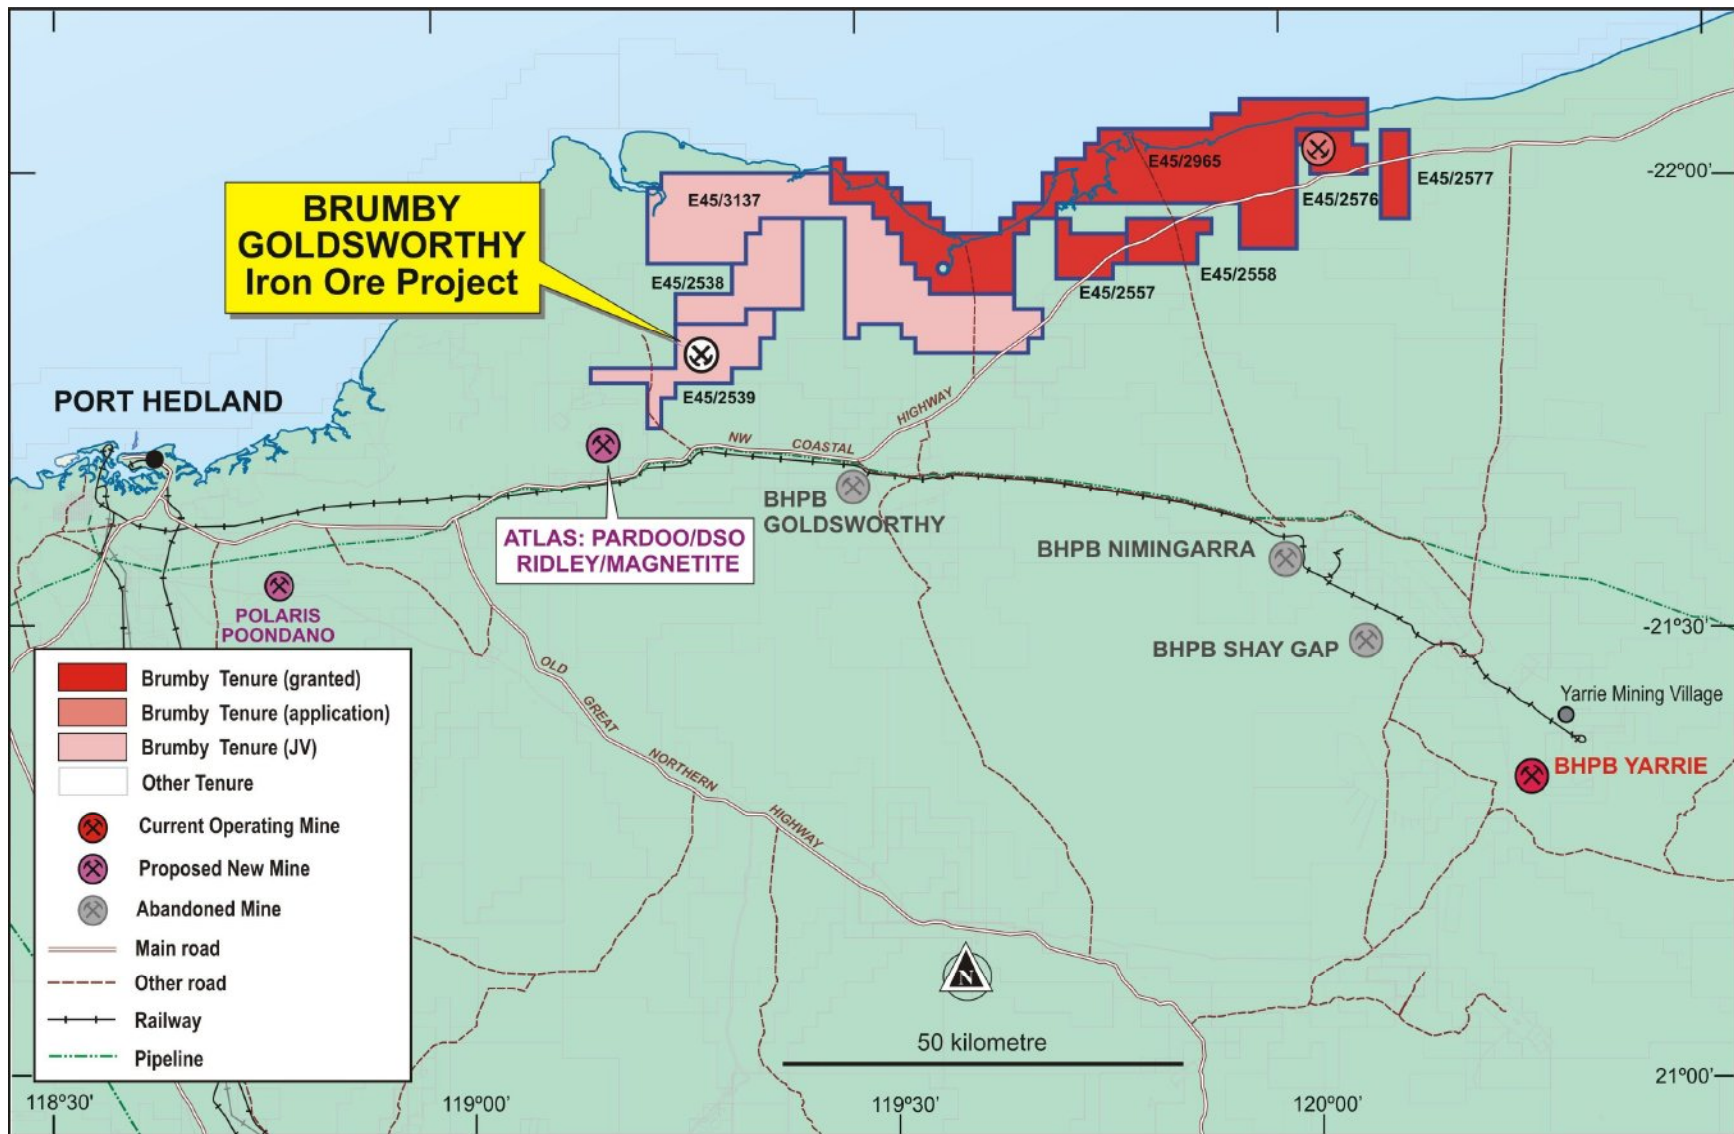 BRUMBY
GOLDSWORTHY
Iron Ore Project
E45/3137
E45/2965
E45/2576
E45/2577
-22°00'
E45/2538
E45/2557
E45/2558
E45/2539
PORT HEDLAND
NW COASTAL HIGHWAY
BHPB
GOLDSWORTHY
ATLAS: PARDOO/DSO
RIDLEY/MAGNETITE
BHPB NIMINGARRA
POLARIS
POONDANO
-21°30'
BHPB SHAY GAP
OLD GREAT NORTHERN HIGHWAY
Yarrie Mining Village
BHPB YARRIE
Brumby Tenure (granted)
Brumby Tenure (application)
Brumby Tenure (JV)
Other Tenure
Current Operating Mine
Proposed New Mine
Abandoned Mine
Main road
Other road
Railway
Pipeline
N
50 kilometre
21°00'
118°30'
119°00'
119°30'
120°00'